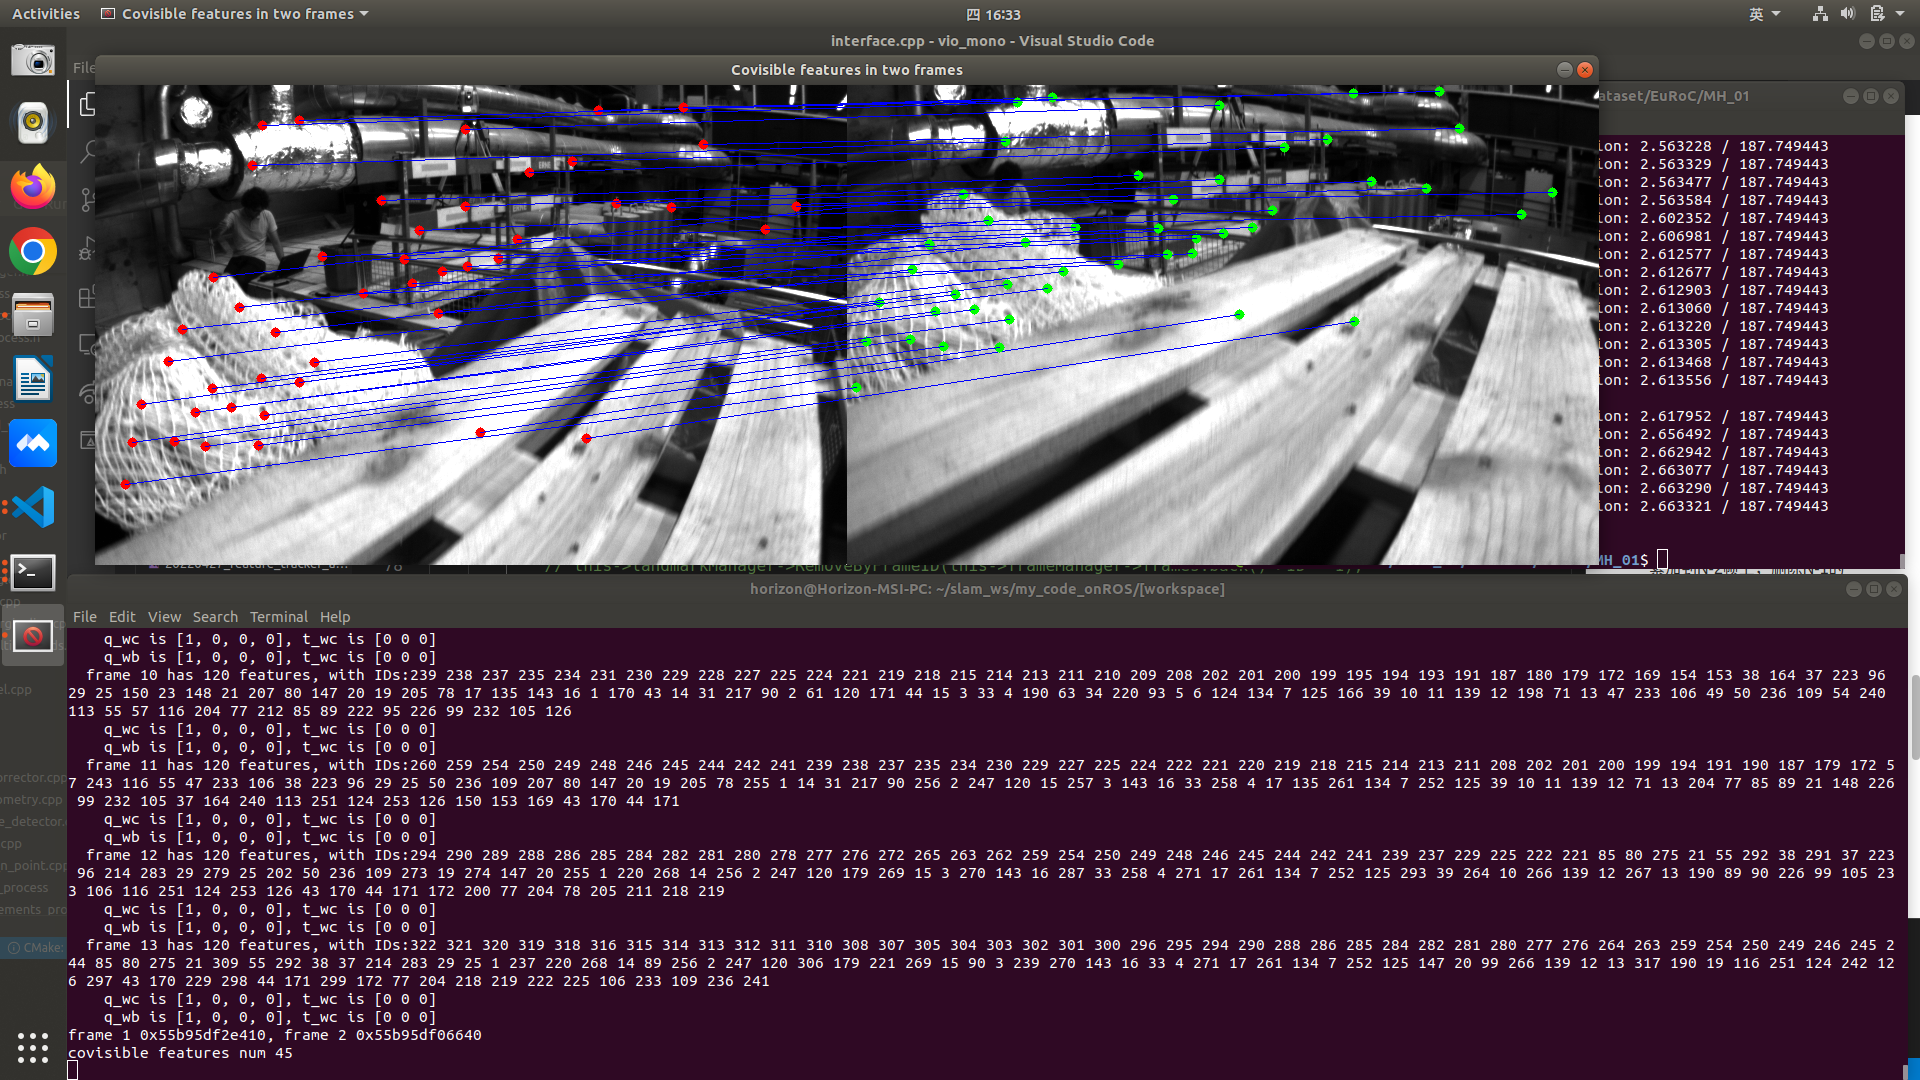 Activities
Covisible features in two frames
四 16:33
英
interface.cpp - vio_mono - Visual Studio Code
File
Covisible features in two frames
ataset/EuRoC/MH_01
ion: 2.563228 / 187.749443
ion: 2.563329 / 187.749443
ion: 2.563477 / 187.749443
ion: 2.563584 / 187.749443
ion: 2.602352 / 187.749443
ion: 2.606981 / 187.749443
ion: 2.612577 / 187.749443
ion: 2.612677 / 187.749443
ion: 2.612903 / 187.749443
ion: 2.613060 / 187.749443
ion: 2.613220 / 187.749443
ion: 2.613305 / 187.749443
ion: 2.613468 / 187.749443
ion: 2.613556 / 187.749443
ion: 2.617952 / 187.749443
ion: 2.656492 / 187.749443
ion: 2.662942 / 187.749443
ion: 2.663077 / 187.749443
ion: 2.663290 / 187.749443
ion: 2.663321 / 187.749443
MH_01$
horizon@Horizon-MSI-PC: ~/slam_ws/my_code_onROS/[workspace]
File Edit View Search Terminal Help
q_wc is [1, 0, 0, 0], t_wc is [0 0 0]
q_wb is [1, 0, 0, 0], t_wc is [0 0 0]
frame 10 has 120 features, with IDs:239 238 237 235 234 231 230 229 228 227 225 224 221 219 218 215 214 213 211 210 209 208 202 201 200 199 195 194 193 191 187 180 179 172 169 154 153 38 164 37 223 96
29 25 150 23 148 21 207 80 147 20 19 205 78 17 135 143 16 1 170 43 14 31 217 90 2 61 120 171 44 15 3 33 4 190 63 34 220 93 5 6 124 134 7 125 166 39 10 11 139 12 198 71 13 47 233 106 49 50 236 109 54 240
113 55 57 116 204 77 212 85 89 222 95 226 99 232 105 126
q_wc is [1, 0, 0, 0], t_wc is [0 0 0]
q_wb is [1, 0, 0, 0], t_wc is [0 0 0]
frame 11 has 120 features, with IDs:260 259 254 250 249 248 246 245 244 242 241 239 238 237 235 234 230 229 227 225 224 222 221 220 219 218 215 214 213 211 208 202 201 200 199 194 191 190 187 179 172 5
7 243 116 55 47 233 106 38 223 96 29 25 50 236 109 207 80 147 20 19 205 78 255 1 14 31 217 90 256 2 247 120 15 257 3 143 16 33 258 4 17 135 261 134 7 252 125 39 10 11 139 12 71 13 204 77 85 89 21 148 226
99 232 105 37 164 240 113 251 124 253 126 150 153 169 43 170 44 171
q_wc is [1, 0, 0, 0], t_wc is [0 0 0]
q_wb is [1, 0, 0, 0], t_wc is [0 0 0]
frame 12 has 120 features, with IDs:294 290 289 288 286 285 284 282 281 280 278 277 276 272 265 263 262 259 254 250 249 248 246 245 244 242 241 239 237 229 225 222 221 85 80 275 21 55 292 38 291 37 223
96 214 283 29 279 25 202 50 236 109 273 19 274 147 20 255 1 220 268 14 256 2 247 120 179 269 15 3 270 143 16 287 33 258 4 271 17 261 134 7 252 125 293 39 264 10 266 139 12 267 13 190 89 90 226 99 105 23
3 106 116 251 124 253 126 43 170 44 171 172 200 77 204 78 205 211 218 219
q_wc is [1, 0, 0, 0], t_wc is [0 0 0]
q_wb is [1, 0, 0, 0], t_wc is [0 0 0]
frame 13 has 120 features, with IDs:322 321 320 319 318 316 315 314 313 312 311 310 308 307 305 304 303 302 301 300 296 295 294 290 288 286 285 284 282 281 280 277 276 264 263 259 254 250 249 246 245 2
44 85 80 275 21 309 55 292 38 37 214 283 29 25 1 237 220 268 14 89 256 2 247 120 306 179 221 269 15 90 3 239 270 143 16 33 4 271 17 261 134 7 252 125 147 20 99 266 139 12 13 317 190 19 116 251 124 242 12
6 297 43 170 229 298 44 171 299 172 77 204 218 219 222 225 106 233 109 236 241
q_wc is [1, 0, 0, 0], t_wc is [0 0 0]
q_wb is [1, 0, 0, 0], t_wc is [0 0 0]
frame 1 0x55b95df2e410, frame 2 0x55b95df06640
covisible features num 45